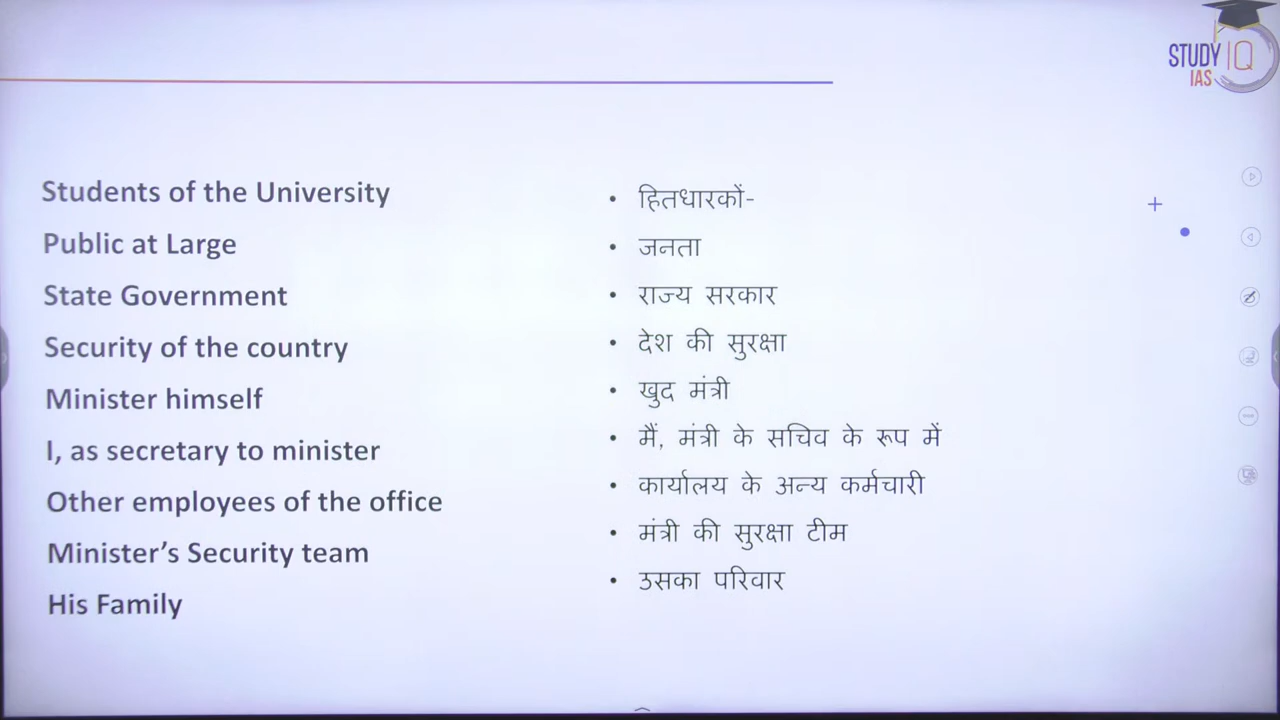 STUDY IQ
IAS
Students of the University
Public at Large
State Government
Security of the country
Minister himself
I, as secretary to minister
Other employees of the office
Minister's Security team
His Family
• हितधारकों-
• जनता
• राज्य सरकार
• देश की सुरक्षा
• खुद मंत्री
• मैं, मंत्री के सचिव के रूप में
• कार्यालय के अन्य कर्मचारी
• मंत्री की सुरक्षा टीम
• उसका परिवार